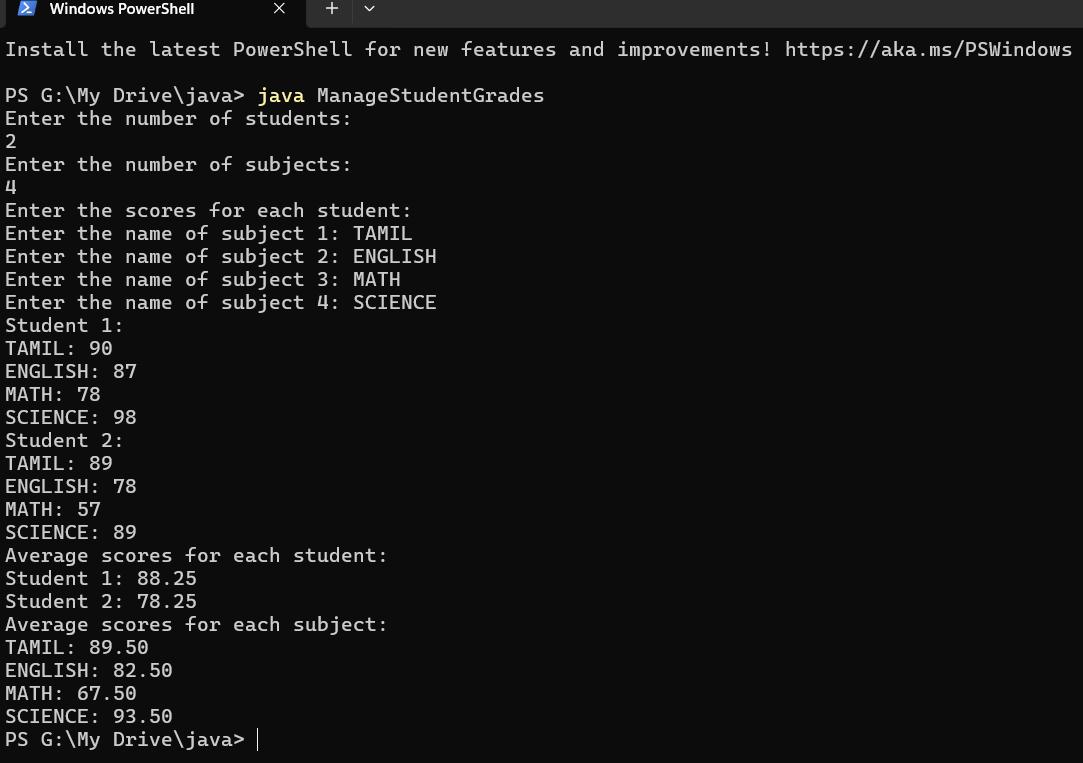 Windows PowerShell
Install the latest PowerShell for new features and improvements! https://aka.ms/PSWindows
PS G:\My Drive\java> java ManageStudentGrades
Enter the number of students:
2
Enter the number of subjects:
4
Enter the scores for each student:
Enter the name of subject 1: TAMIL
Enter the name of subject 2: ENGLISH
Enter the name of subject 3: MATH
Enter the name of subject 4: SCIENCE
Student 1:
TAMIL: 90
ENGLISH: 87
MATH: 78
SCIENCE: 98
Student 2:
TAMIL: 89
ENGLISH: 78
MATH: 57
SCIENCE: 89
Average scores for each student:
Student 1: 88.25
Student 2: 78.25
Average scores for each subject:
TAMIL: 89.50
ENGLISH: 82.50
MATH: 67.50
SCIENCE: 93.50
PS G:\My Drive\java>